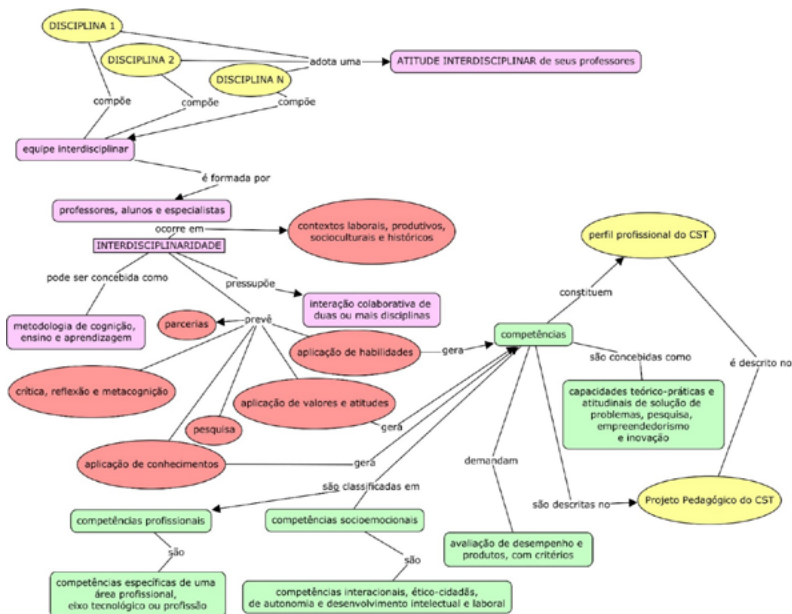 DISCIPLINA 1
DISCIPLINA 2
DISCIPLINA N
adota uma
ATITUDE INTERDISCIPLINAR de seus professores
compõe
compõe
compõe
equipe interdisciplinar
é formada por
professores, alunos e especialistas
ocorre em
contextos laborais, produtivos,
socioculturais e históricos
INTERDISCIPLINARIDADE
pode ser concebida como
pressupõe
metodologia de cognição,
ensino e aprendizagem
interação colaborativa de
duas ou mais disciplinas
prevê
parcerias
aplicação de habilidades
gera
crítica, reflexão e metacognição
aplicação de valores e atitudes
gera
pesquisa
aplicação de conhecimentos
gera
perfil profissional do CST
constituem
competências
são concebidas como
é descrito no
capacidades teórico-práticas e
atitudinais de solução de
problemas, pesquisa,
empreendedorismo
e inovação
demandam
são descritas no
Projeto Pedagógico do CST
são classificadas em
competências profissionais
competências socioemocionais
avaliação de desempenho e
produtos, com critérios
são
são
competências específicas de uma
área profissional,
eixo tecnológico ou profissão
competências interacionais, ético-cidadãs,
de autonomia e desenvolvimento intelectual e laboral